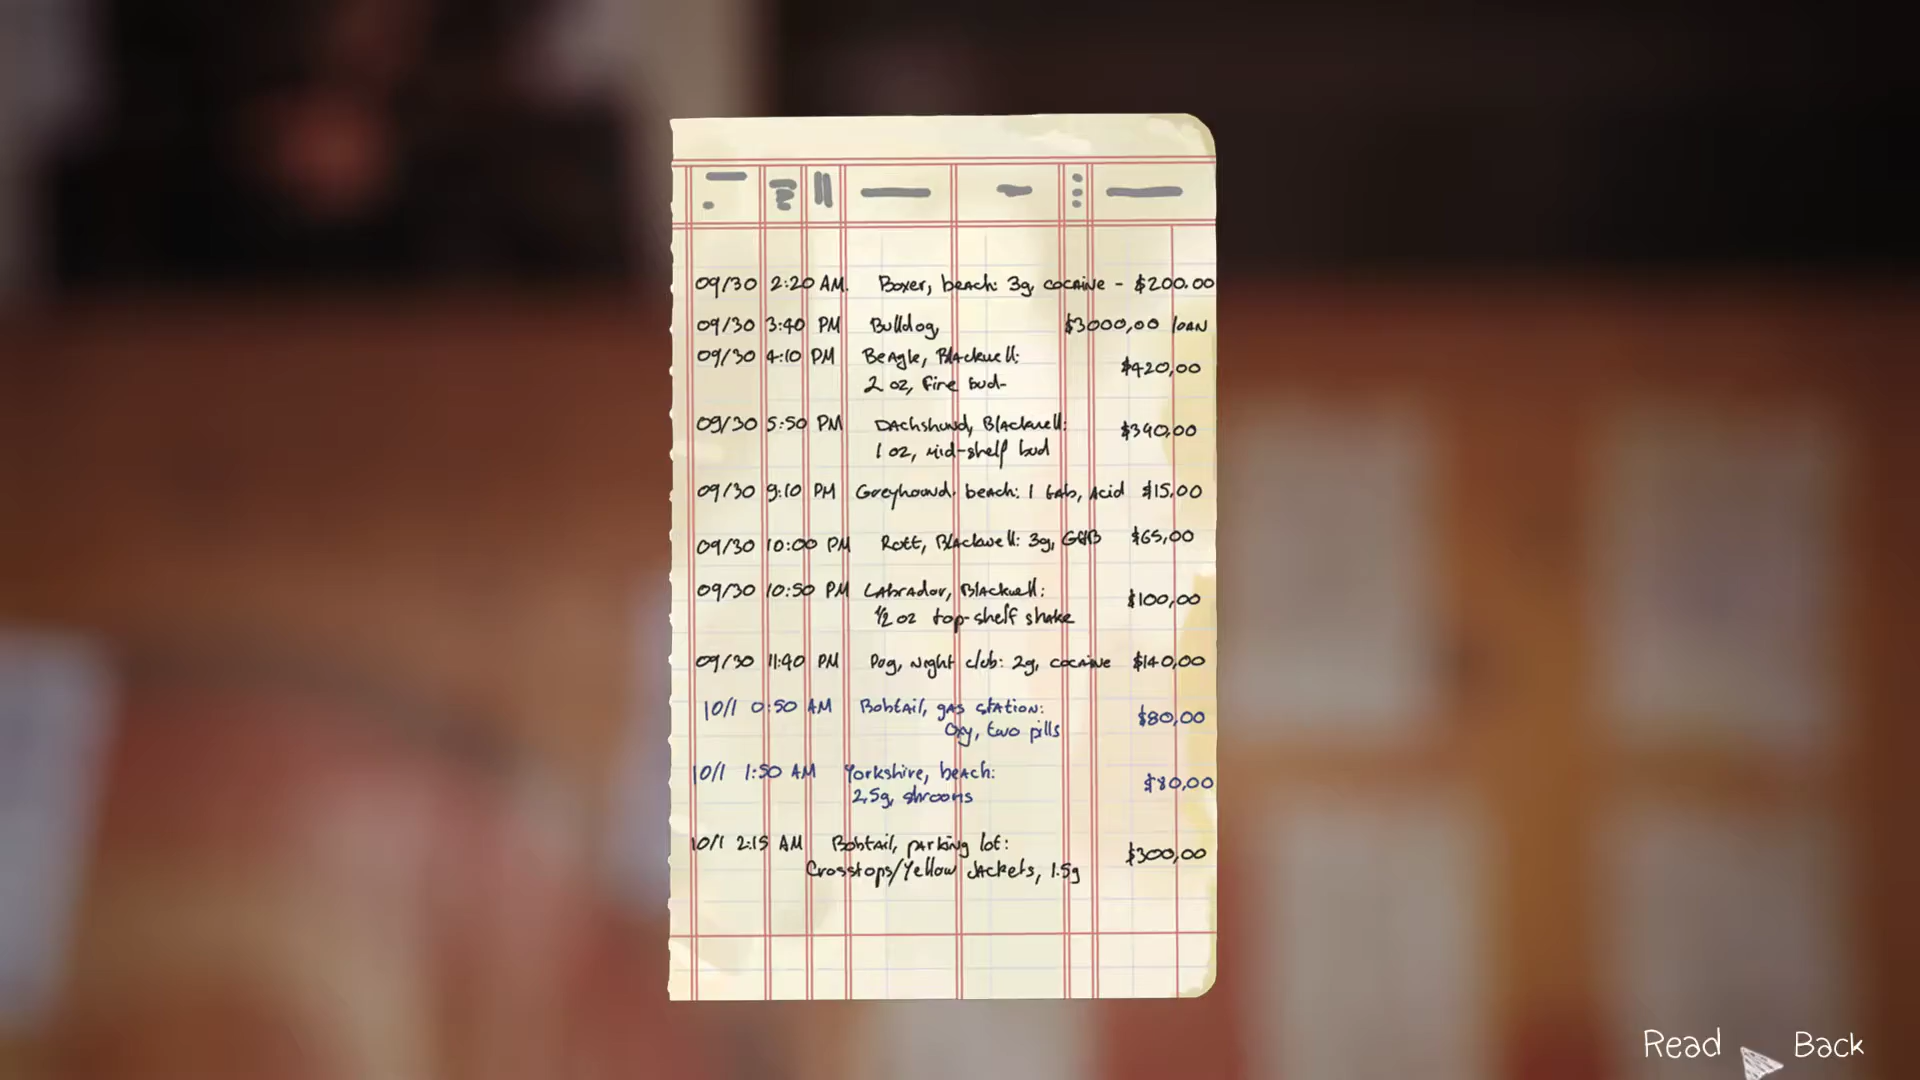 09/30 2:20 AM. Boxer, beach: 3g, cocaine - $200.00
09/30 3:40 PM Bulldog, $3000,00 loan
09/30 4:10 PM Beagle, Blackwell:
2 oz, fire bud- $420,00
09/30 5:50 PM Dachshund, Blackwell: $390,00
1 oz, mid-shelf bud
09/30 9:10 PM Greyhound, beach: 1 tab, acid $15,00
09/30 10:00 PM Rott, Blackwell: 3g, GHB $65,00
09/30 10:50 PM Labrador, Blackwell: $100,00
1/2 oz top-shelf shake
09/30 11:40 PM Pog, night club: 2g, cocaine $140,00
10/1 0:50 AM Bobtail, gas station: $80,00
Oxy, two pills
10/1 1:50 AM Yorkshire, beach: $80,00
2,5g, shrooms
10/1 2:15 AM Bobtail, parking lot: $300,00
Crosstops/Yellow Jackets, 1.5g
Read Back